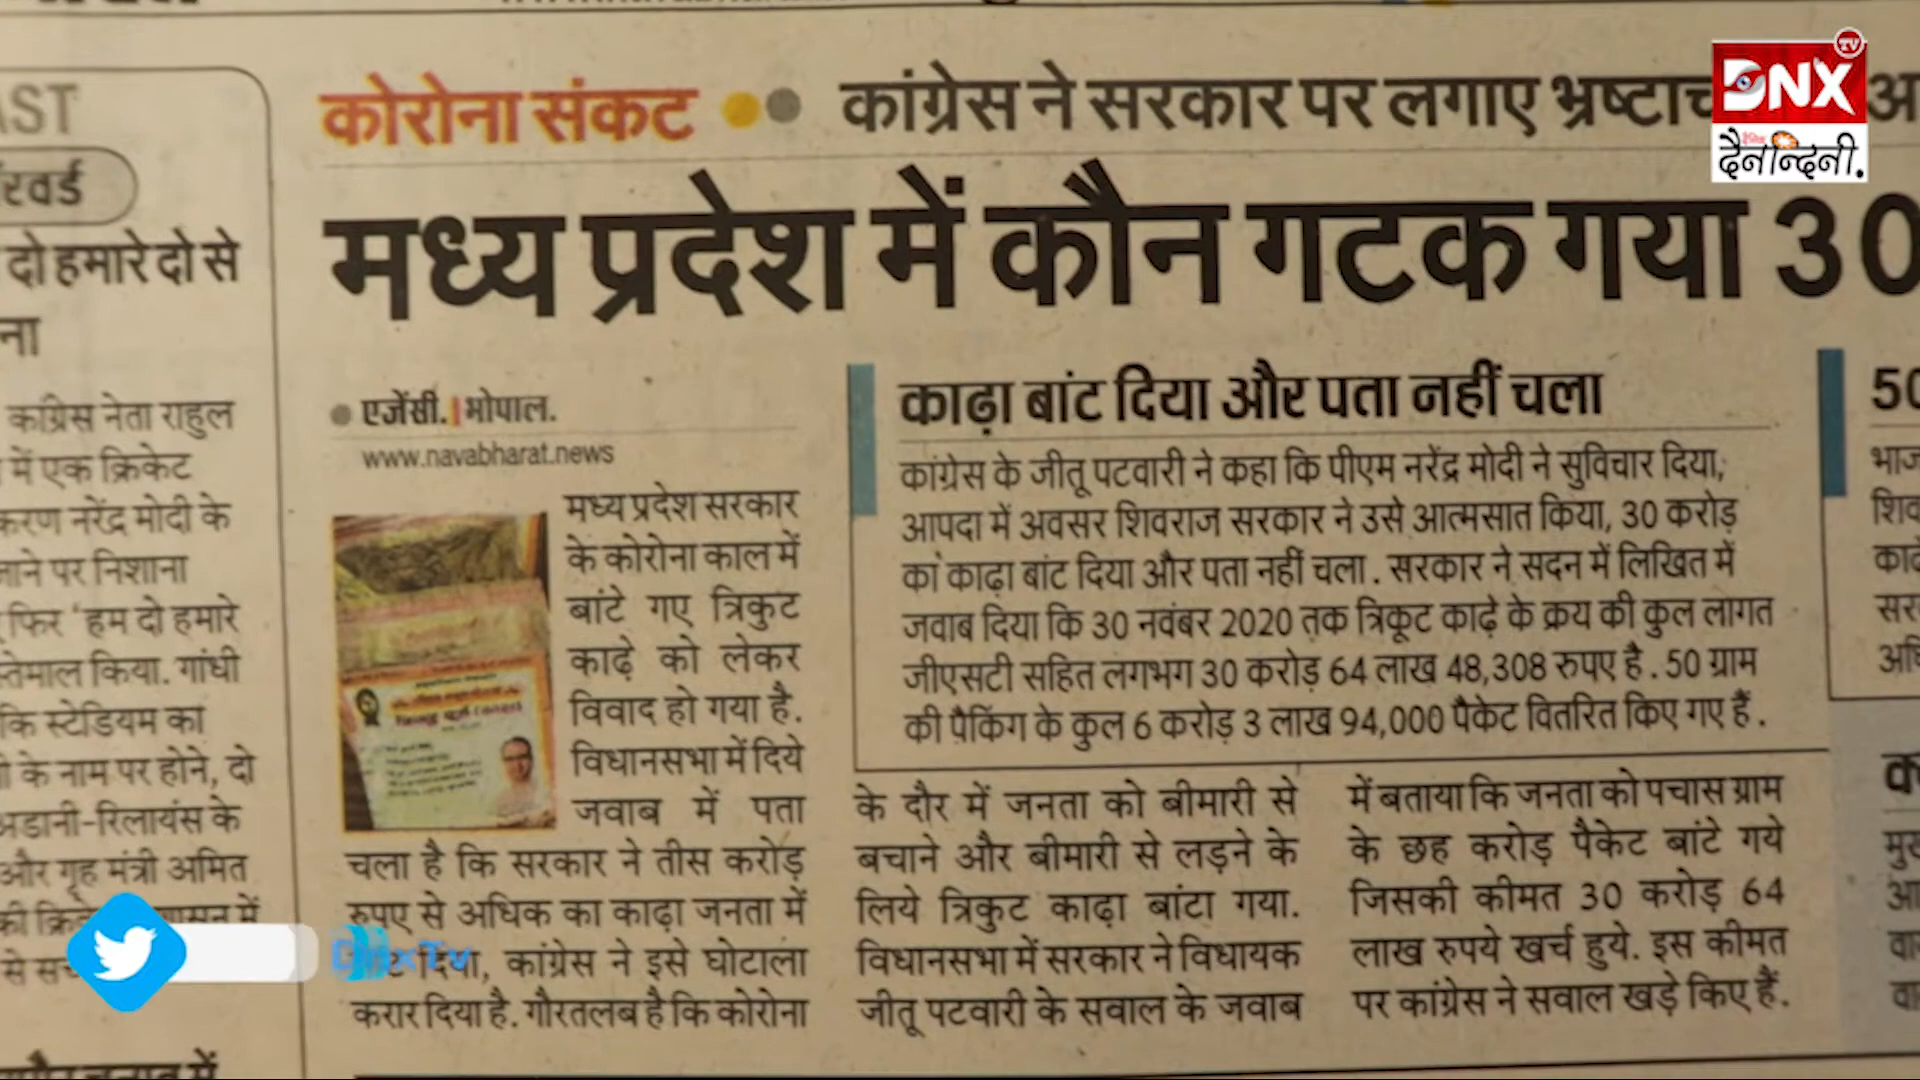 कोरोना संकट
कांग्रेस ने सरकार पर लगाए
मध्य प्रदेश में कौन गटक गया 30
DNX TV
दैनन्दिनी.
AST
दो हमारे दो से
ना
कांग्रेस नेता राहुल
में एक क्रिकेट
नरेंद्र मोदी के
जाने पर निशाना
फिर 'हम दो हमारे
किया. गांधी
कि स्टेडियम का
के नाम पर होने, दो
अडानी-रिलायंस के
और गृह मंत्री अमित
में
एजेंसी. | भोपाल.
www.navabharat.news
मध्य प्रदेश सरकार
के कोरोना काल में
बांटे गए त्रिकुट
काढ़े को लेकर
विवाद हो गया है.
विधानसभा में दिये
जवाब में पता
चला है कि सरकार ने तीस करोड़
रुपए से अधिक का काढ़ा जनता में
दिया, कांग्रेस ने इसे घोटाला
करार दिया है. गौरतलब है कि कोरोना
काढ़ा बांट दिया और पता नहीं चला
कांग्रेस के जीतू पटवारी ने कहा कि पीएम नरेंद्र मोदी ने सुविचार दिया,
आपदा में अवसर शिवराज सरकार ने उसे आत्मसात किया, 30 करोड़
का काढ़ा बांट दिया और पता नहीं चला. सरकार ने सदन में लिखित में
जवाब दिया कि 30 नवंबर 2020 तक त्रिकूट काढ़े के क्रय की कुल लागत
जीएसटी सहित लगभग 30 करोड़ 64 लाख 48,308 रुपए है. 50 ग्राम
की पैकिंग के कुल 6 करोड़ 3 लाख 94,000 पैकेट वितरित किए गए हैं.
के दौर में जनता को बीमारी से
बचाने और बीमारी से लड़ने के
लिये त्रिकुट काढ़ा बांटा गया.
विधानसभा में सरकार ने विधायक
जीतू पटवारी के सवाल के जवाब
में बताया कि जनता को पचास ग्राम
के छह करोड़ पैकेट बांटे गये
जिसकी कीमत 30 करोड़ 64
लाख रुपये खर्च हुये. इस कीमत
पर कांग्रेस ने सवाल खड़े किए हैं.
50